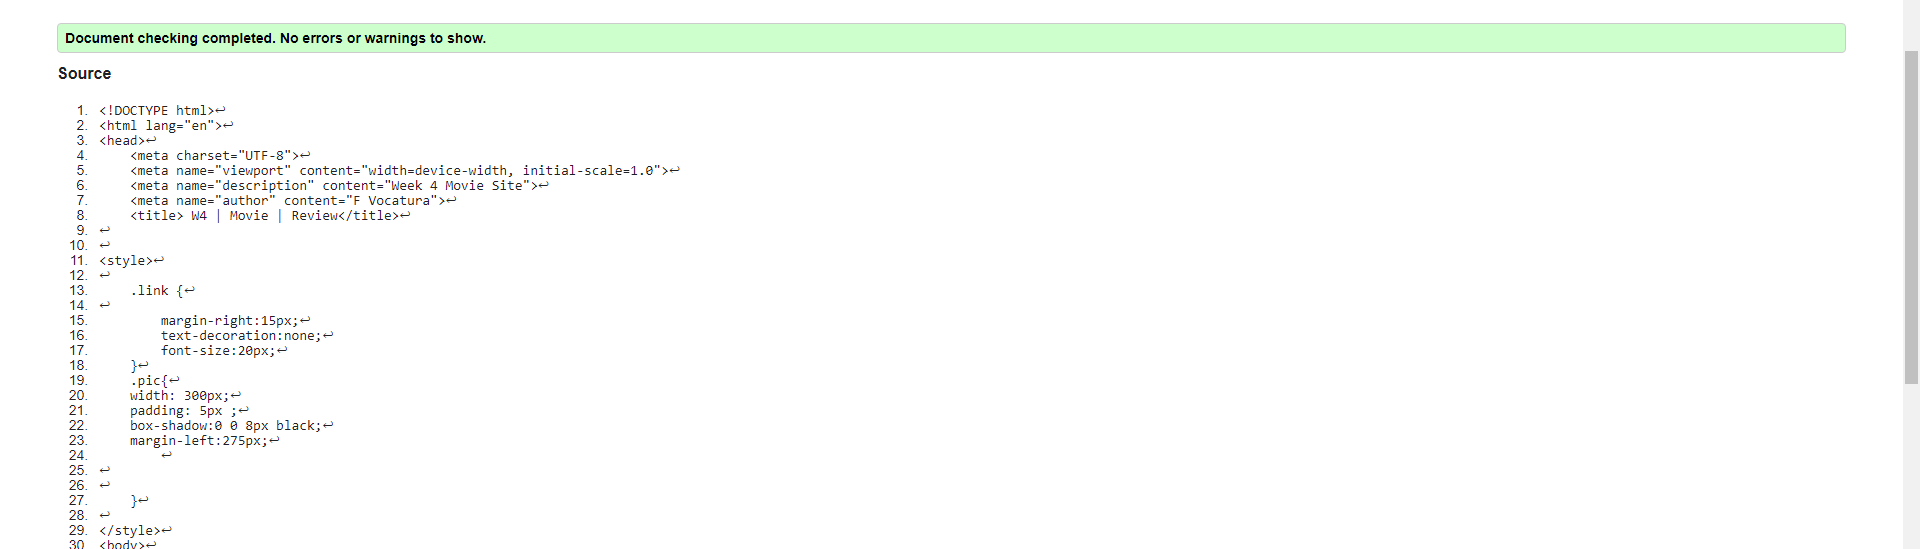 Document checking completed. No errors or warnings to show.
Source
1. <!DOCTYPE html>↩
2. <html lang="en">↩
3. <head>↩
4.     <meta charset="UTF-8">↩
5.     <meta name="viewport" content="width=device-width, initial-scale=1.0">↩
6.     <meta name="description" content="Week 4 Movie Site">↩
7.     <meta name="author" content="F Vocatura">↩
8.     <title> W4 | Movie | Review</title>↩
9. ↩
10. ↩
11. <style>↩
12. ↩
13.     .link {↩
14. ↩
15.         margin-right:15px;↩
16.         text-decoration:none;↩
17.         font-size:20px;↩
18.     }↩
19.     .pic{↩
20.     width: 300px;↩
21.     padding: 5px ;↩
22.     box-shadow:0 0 8px black;↩
23.     margin-left:275px;↩
24.         ↩
25. ↩
26. ↩
27.     }↩
28. ↩
29. </style>↩
30. <body>↩